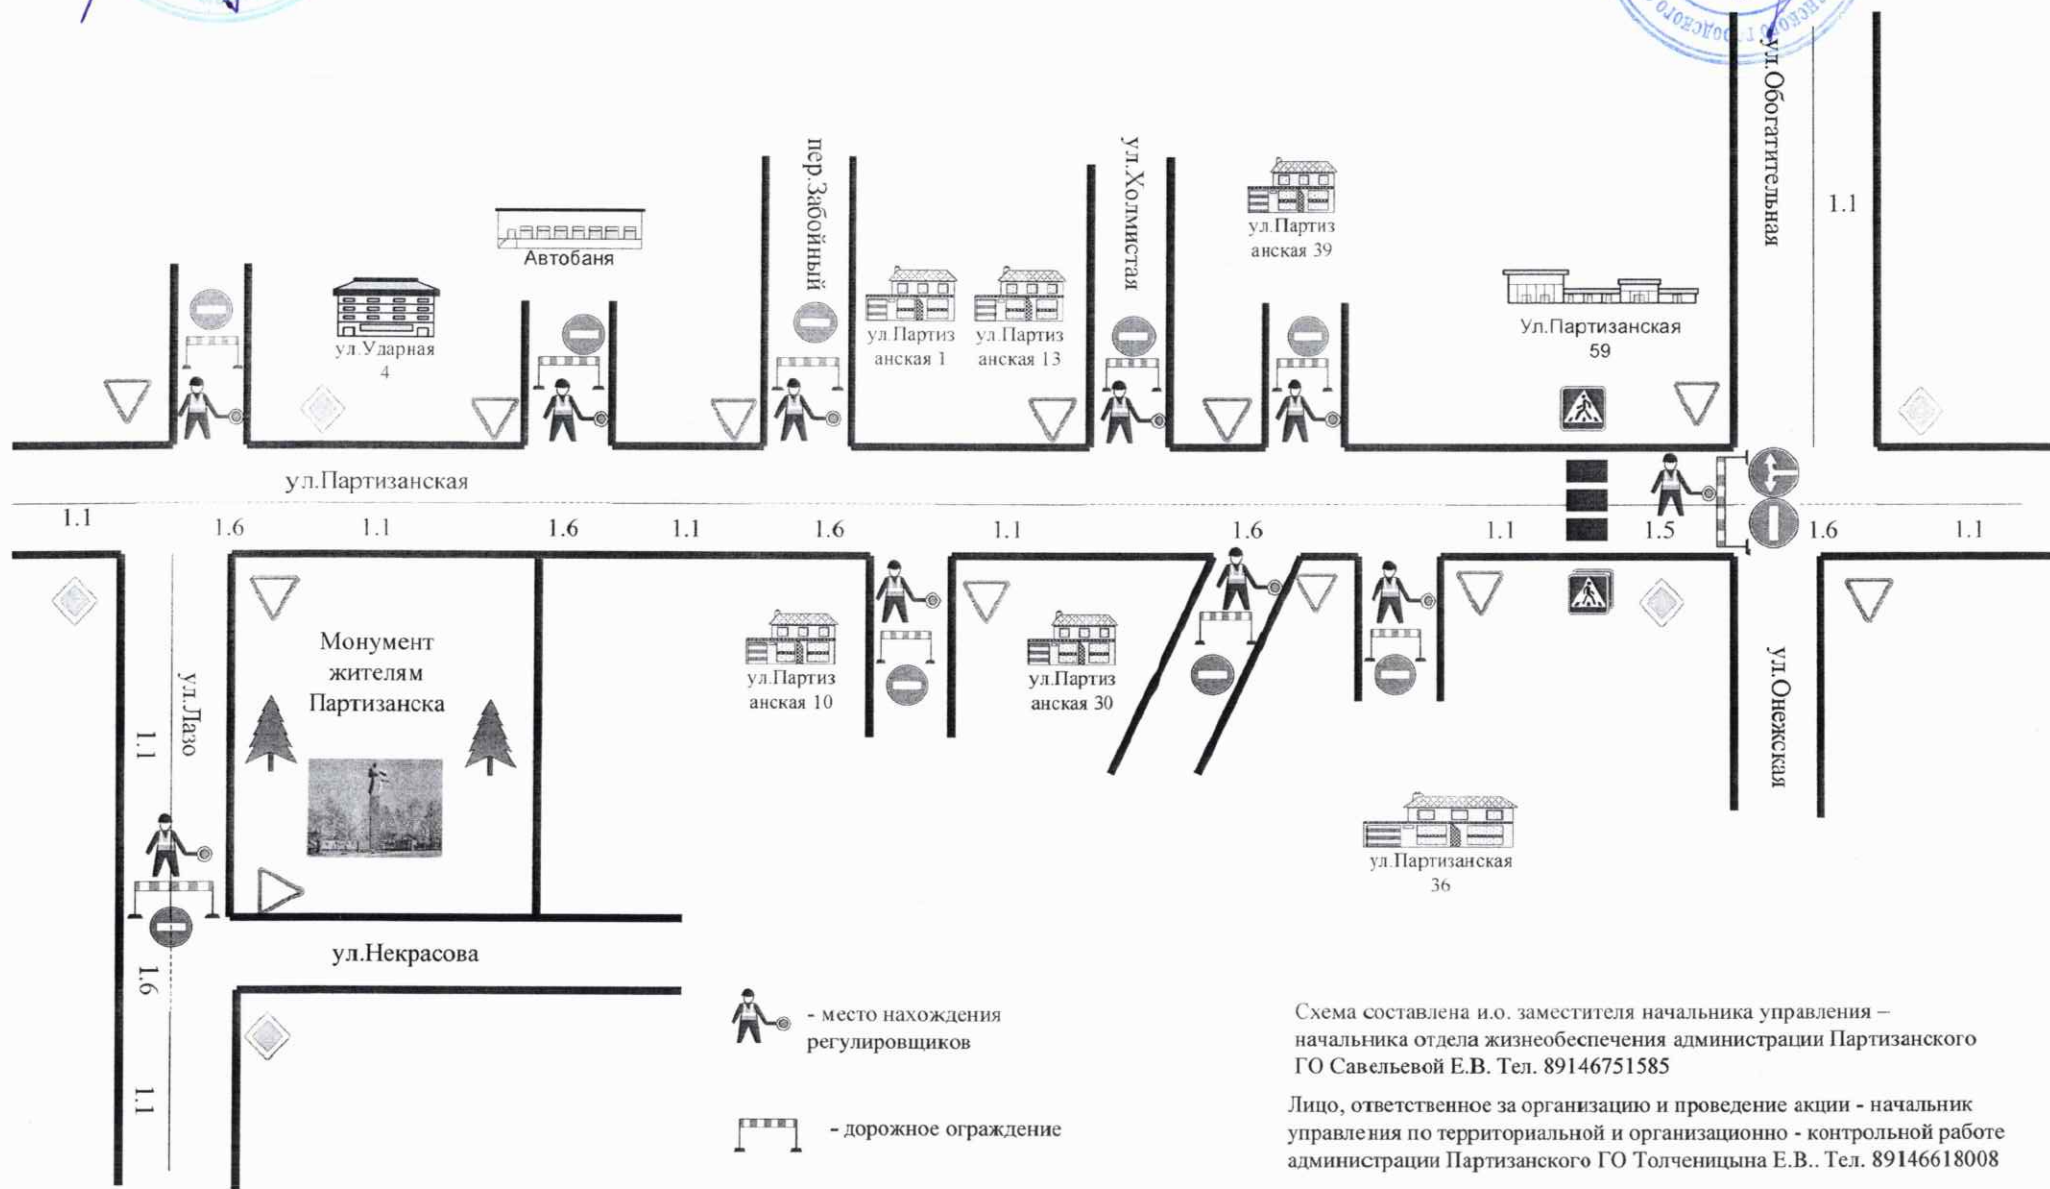 ул.Обогатительная
1.1
пер.Забойный
ул.Холмистая
ул.Партиз
анская 39
Автобаня
ул.Ударная
4
ул.Партиз
анская 1
ул.Партиз
анская 13
Ул.Партизанская
59
ул.Партизанская
1.1
1.6
1.1
1.6
1.1
1.6
1.1
1.6
1.1
1.5
1.6
1.1
Монумент
жителям
Партизанска
ул.Лазо
1.1
ул.Партиз
анская 10
ул.Партиз
анская 30
ул.Онежская
ул.Партизанская
36
ул.Некрасова
1.6
1.1
- место нахождения
регулировщиков
- дорожное ограждение
Схема составлена и.о. заместителя начальника управления –
начальника отдела жизнеобеспечения администрации Партизанского
ГО Савельевой Е.В. Тел. 89146751585
Лицо, ответственное за организацию и проведение акции - начальник
управления по территориальной и организационно - контрольной работе
администрации Партизанского ГО Толченицына Е.В.. Тел. 89146618008